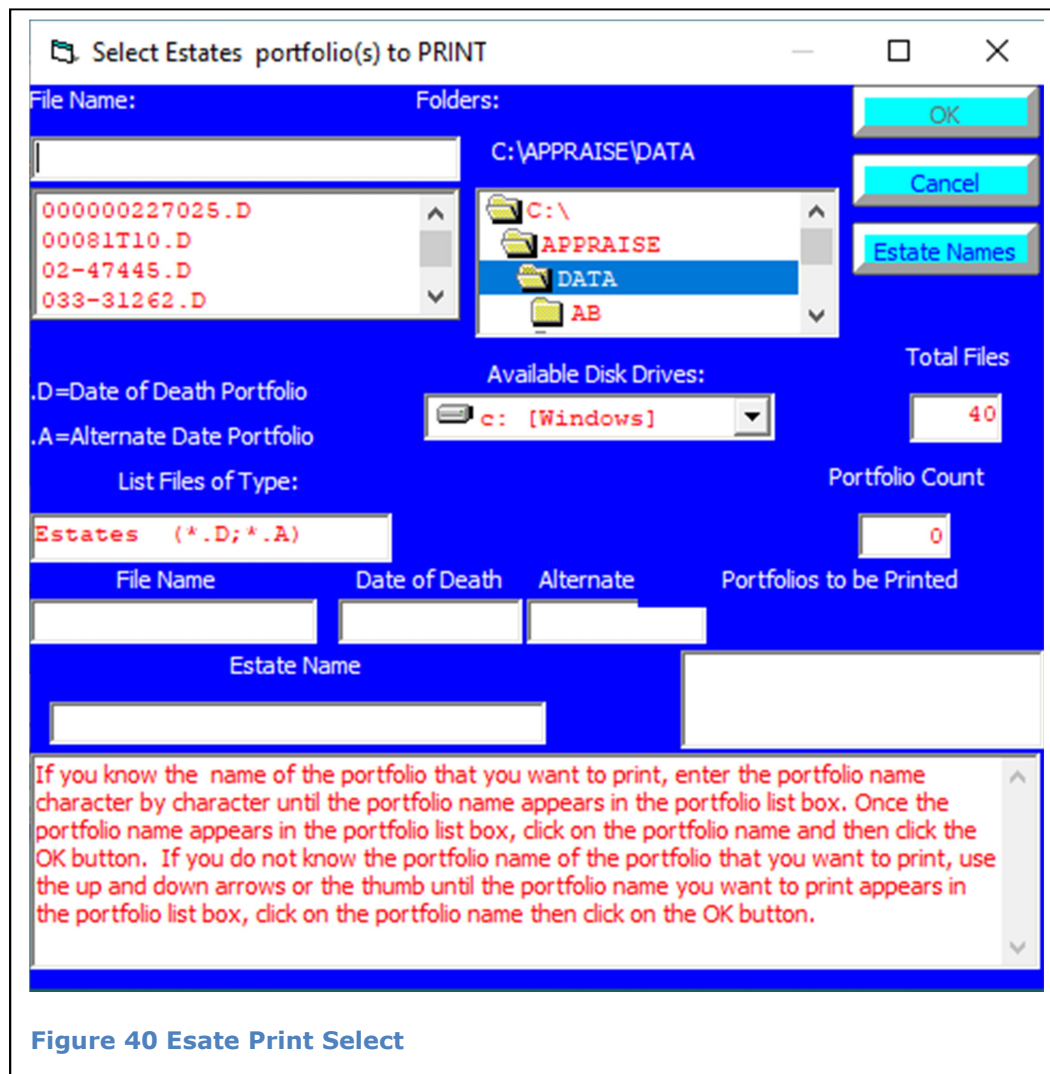 Select Estates  portfolio(s) to PRINT
File Name:
Folders:
OK
C:\APPRAISE\DATA
Cancel
000000227025.D
00081T10.D
02-47445.D
033-31262.D
C:\
APPRAISE
DATA
AB
Estate Names
Total Files
Available Disk Drives:
.D=Date of Death Portfolio
c: [Windows]
40
.A=Alternate Date Portfolio
List Files of Type:
Portfolio Count
Estates  (*.D;*.A)
0
File Name
Date of Death
Alternate
Portfolios to be Printed
Estate Name
If you know the  name of the portfolio that you want to print, enter the portfolio name
character by character until the portfolio name appears in the portfolio list box. Once the
portfolio name appears in the portfolio list box, click on the portfolio name and then click the
OK button.  If you do not know the portfolio name of the portfolio that you want to print, use
the up and down arrows or the thumb until the portfolio name you want to print appears in
the portfolio list box, click on the portfolio name then click on the OK button.
Figure 40 Esate Print Select